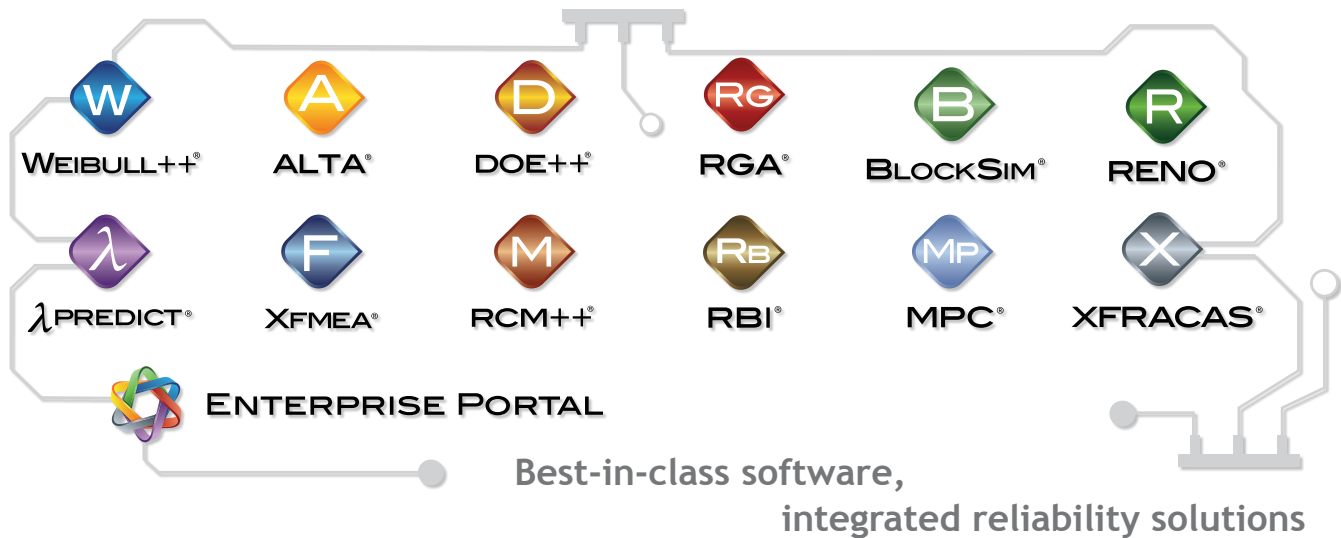 W A D RG B R
WEIBULL++® ALTA® DOE++® RGA® BLOCKSIM® RENO®
λ F M RB MP X
λPREDICT® XFMEA® RCM++® RBI® MPC® XFRACAS®
ENTERPRISE PORTAL
Best-in-class software,
integrated reliability solutions